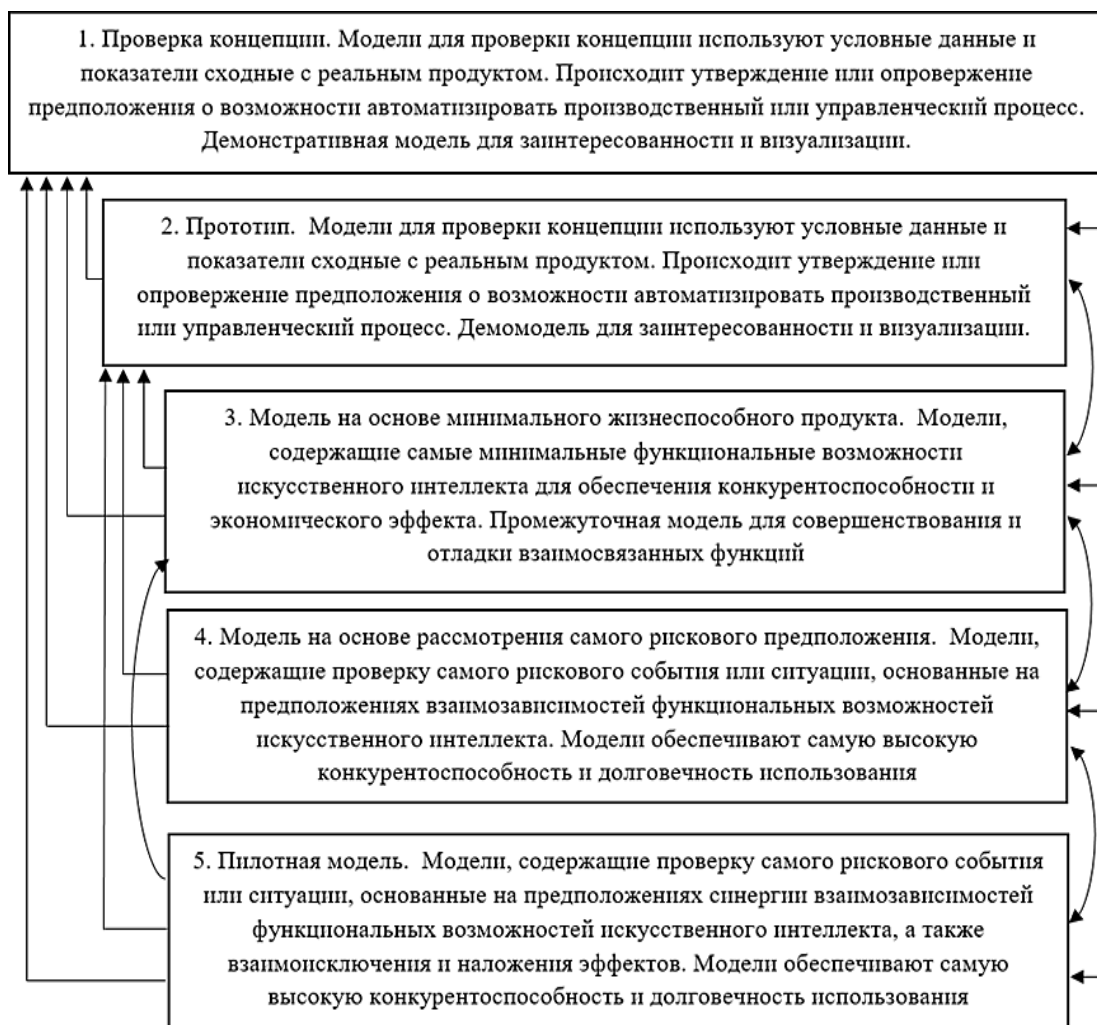 1. Проверка концепции. Модели для проверки концепции используют условные данные и
показатели сходные с реальным продуктом. Происходит утверждение или опровержение
предположения о возможности автоматизировать производственный или управленческий процесс.
Демонстративная модель для заинтересованности и визуализации.
2. Прототип. Модели для проверки концепции используют условные данные и
показатели сходные с реальным продуктом. Происходит утверждение или
опровержение предположения о возможности автоматизировать производственный
или управленческий процесс. Демомодель для заинтересованности и визуализации.
3. Модель на основе минимального жизнеспособного продукта. Модели,
содержащие самые минимальные функциональные возможности
искусственного интеллекта для обеспечения конкурентоспособности и
экономического эффекта. Промежуточная модель для совершенствования и
отладки взаимосвязанных функций
4. Модель на основе рассмотрения самого рискового предположения. Модели,
содержащие проверку самого рискового события или ситуации, основанные на
предположениях взаимозависимостей функциональных возможностей
искусственного интеллекта. Модели обеспечивают самую высокую
конкурентоспособность и долговечность использования
5. Пилотная модель. Модели, содержащие проверку самого рискового события
или ситуации, основанные на предположениях синергии взаимозависимостей
функциональных возможностей искусственного интеллекта, а также
взаимоисключения и наложения эффектов. Модели обеспечивают самую
высокую конкурентоспособность и долговечность использования